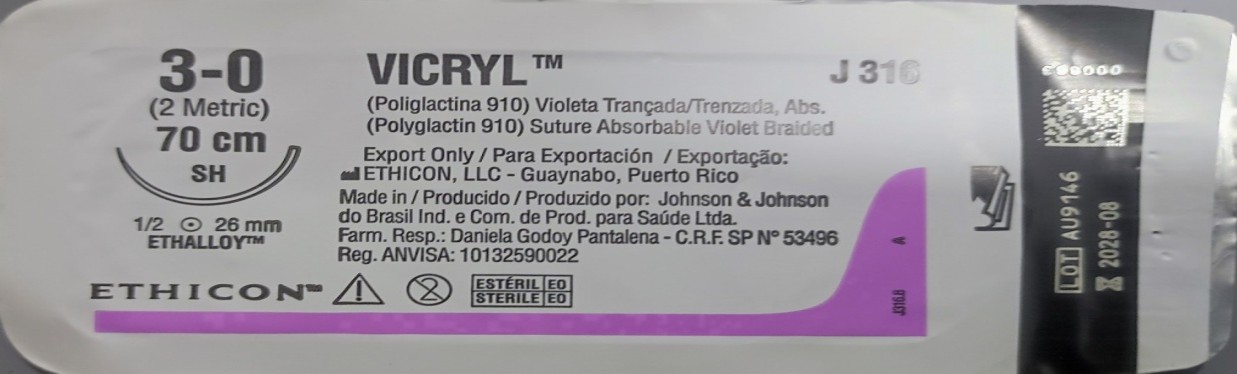 3-0
(2 Metric)
70 cm
SH
1/2 26 mm
ETHALLOY™
VICRYL™
J 316
(Poliglactina 910) Violeta Trançada/Trenzada, Abs.
(Polyglactin 910) Suture Absorbable Violet Braided
Export Only / Para Exportación / Exportação:
ETHICON, LLC - Guaynabo, Puerto Rico
Made in / Producido / Produzido por: Johnson & Johnson
do Brasil Ind. e Com. de Prod. para Saúde Ltda.
Farm. Resp.: Daniela Godoy Pantalena - C.R.F. SP Nº 53496
Reg. ANVISA: 10132590022
ETHICON™
2
ESTÉRIL EO
STERILE EO
A
LOT AU9146
2028-08